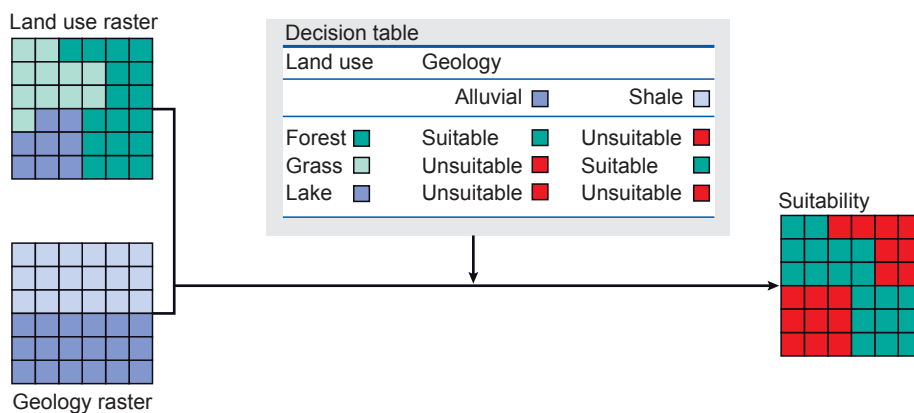 Land use raster
Decision table
Land use Geology
Alluvial Shale
Forest Suitable Unsuitable
Grass Unsuitable Suitable
Lake Unsuitable Unsuitable
Suitability
Geology raster